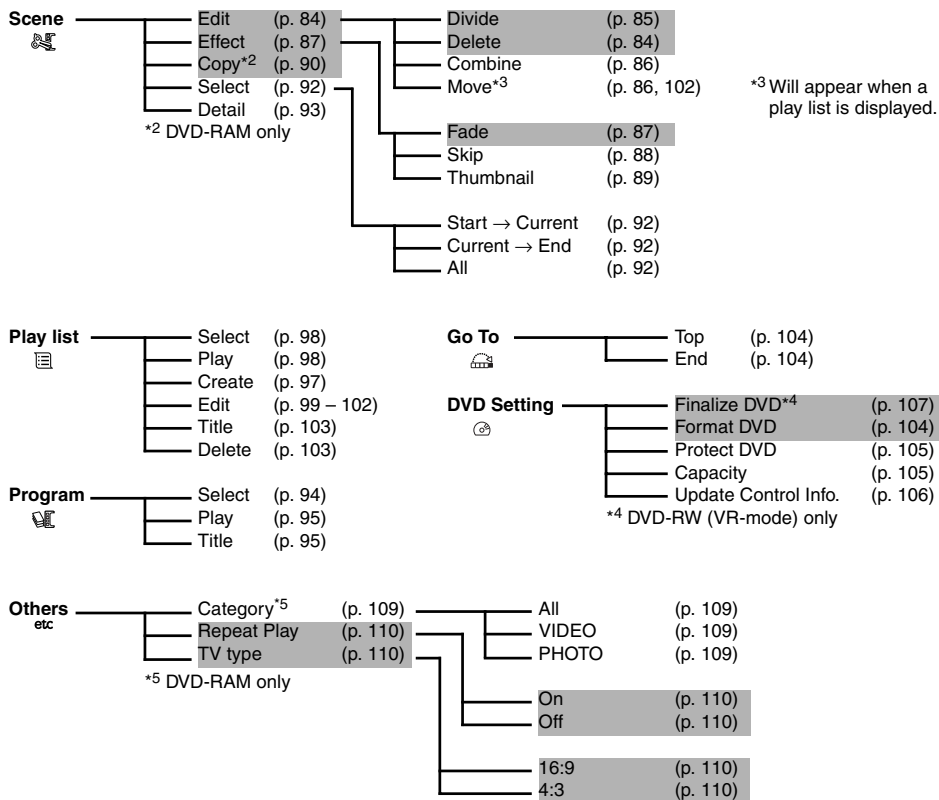 Scene
Edit (p. 84)
Effect (p. 87)
Copy*2 (p. 90)
Select (p. 92)
Detail (p. 93)
*2 DVD-RAM only
Divide (p. 85)
Delete (p. 84)
Combine (p. 86)
Move*3 (p. 86, 102)
*3 Will appear when a
play list is displayed.
Fade (p. 87)
Skip (p. 88)
Thumbnail (p. 89)
Start → Current (p. 92)
Current → End (p. 92)
All (p. 92)
Play list
Select (p. 98)
Play (p. 98)
Create (p. 97)
Edit (p. 99 – 102)
Title (p. 103)
Delete (p. 103)
Go To
Top (p. 104)
End (p. 104)
DVD Setting
Finalize DVD*4 (p. 107)
Format DVD (p. 104)
Protect DVD (p. 105)
Capacity (p. 105)
Update Control Info. (p. 106)
*4 DVD-RW (VR-mode) only
Program
Select (p. 94)
Play (p. 95)
Title (p. 95)
Others
etc
Category*5 (p. 109)
Repeat Play (p. 110)
TV type (p. 110)
*5 DVD-RAM only
All (p. 109)
VIDEO (p. 109)
PHOTO (p. 109)
On (p. 110)
Off (p. 110)
16:9 (p. 110)
4:3 (p. 110)